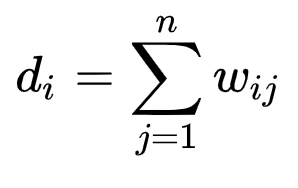 $d_i = \sum_{j=1}^{n} w_{ij}$